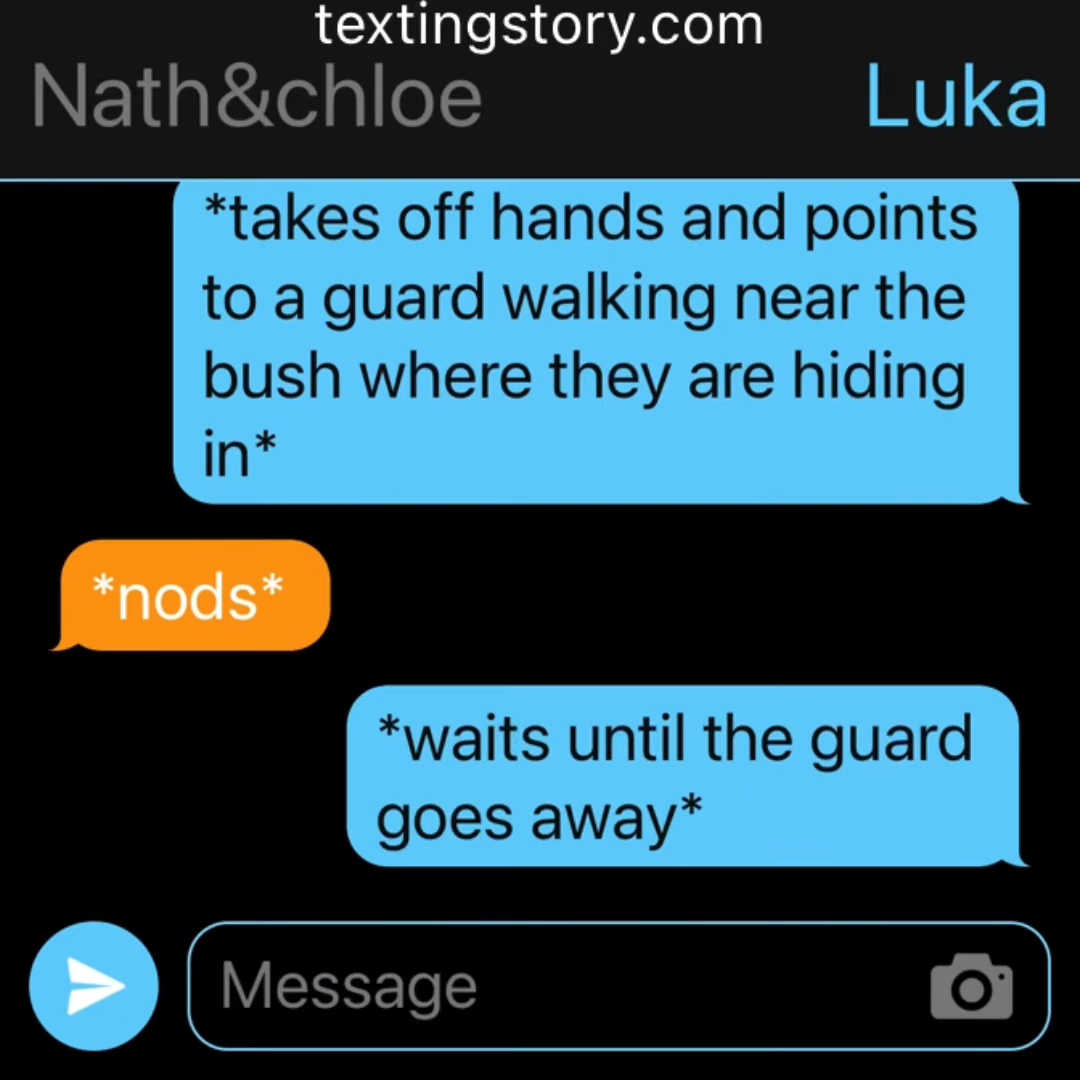 textingstory.com
Nath&chloe Luka
*takes off hands and points
to a guard walking near the
bush where they are hiding
in*
*nods*
*waits until the guard
goes away*
Message